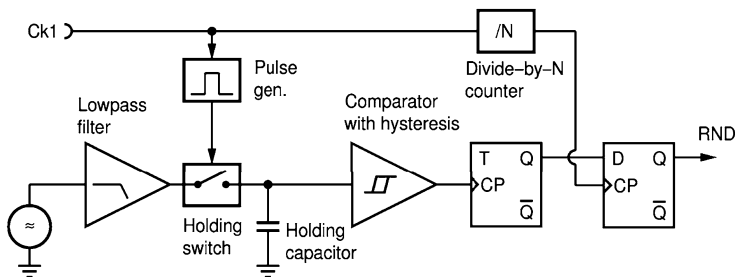 Ck1
/N
Pulse
gen.
Divide–by–N
counter
Lowpass
filter
Comparator
with hysteresis
RND
T Q
CP
Q̅
D Q
CP
Q̅
≈
Holding
switch
Holding
capacitor